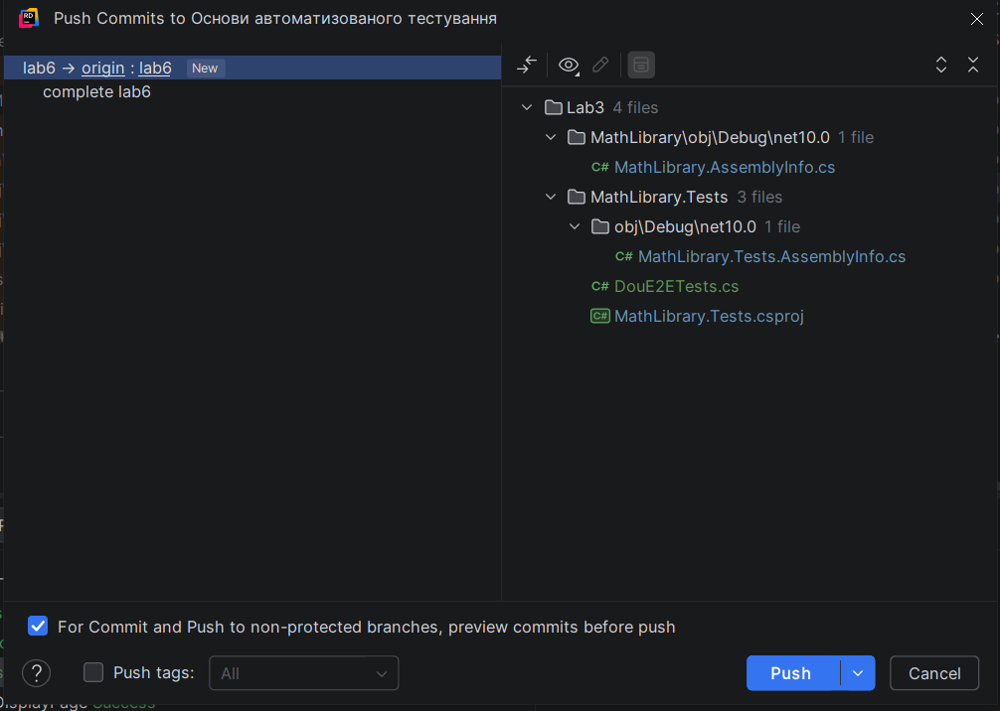 Push Commits to Основи автоматизованого тестування
lab6 → origin : lab6 New
complete lab6
Lab3 4 files
MathLibrary\obj\Debug\net10.0 1 file
C# MathLibrary.AssemblyInfo.cs
MathLibrary.Tests 3 files
obj\Debug\net10.0 1 file
C# MathLibrary.Tests.AssemblyInfo.cs
C# DouE2ETests.cs
C# MathLibrary.Tests.csproj
For Commit and Push to non-protected branches, preview commits before push
? Push tags: All
Push
Cancel